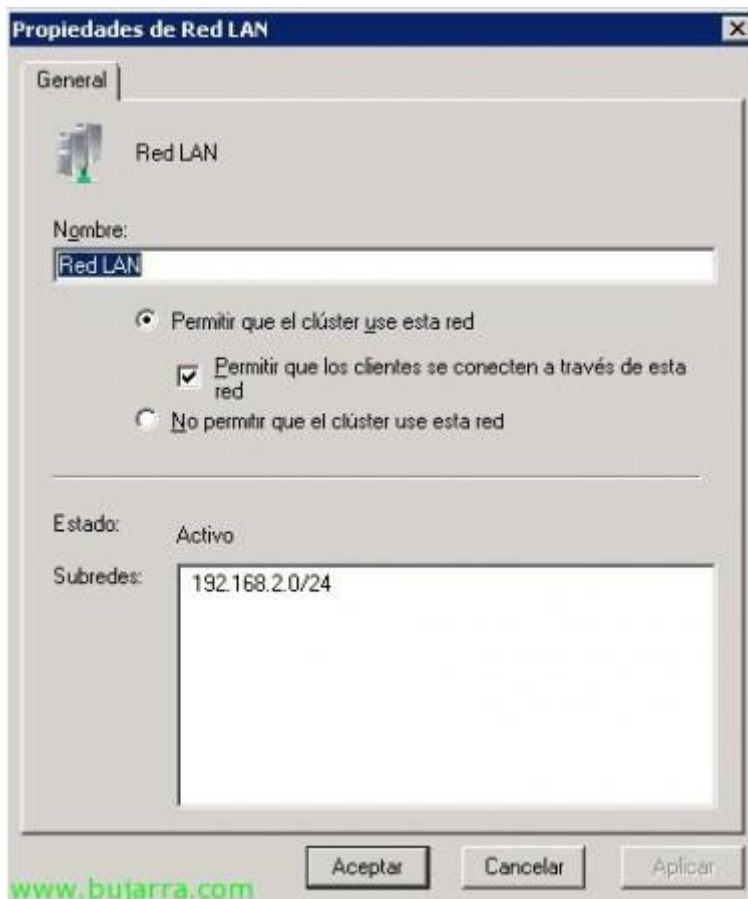 Propiedades de Red LAN
General
Red LAN
Nombre:
Red LAN
Permitir que el clúster use esta red
Permitir que los clientes se conecten a través de esta
red
No permitir que el clúster use esta red
Estado:
Activo
Subredes:
192.168.2.0/24
Aceptar
Cancelar
Aplicar
www.bujarra.com